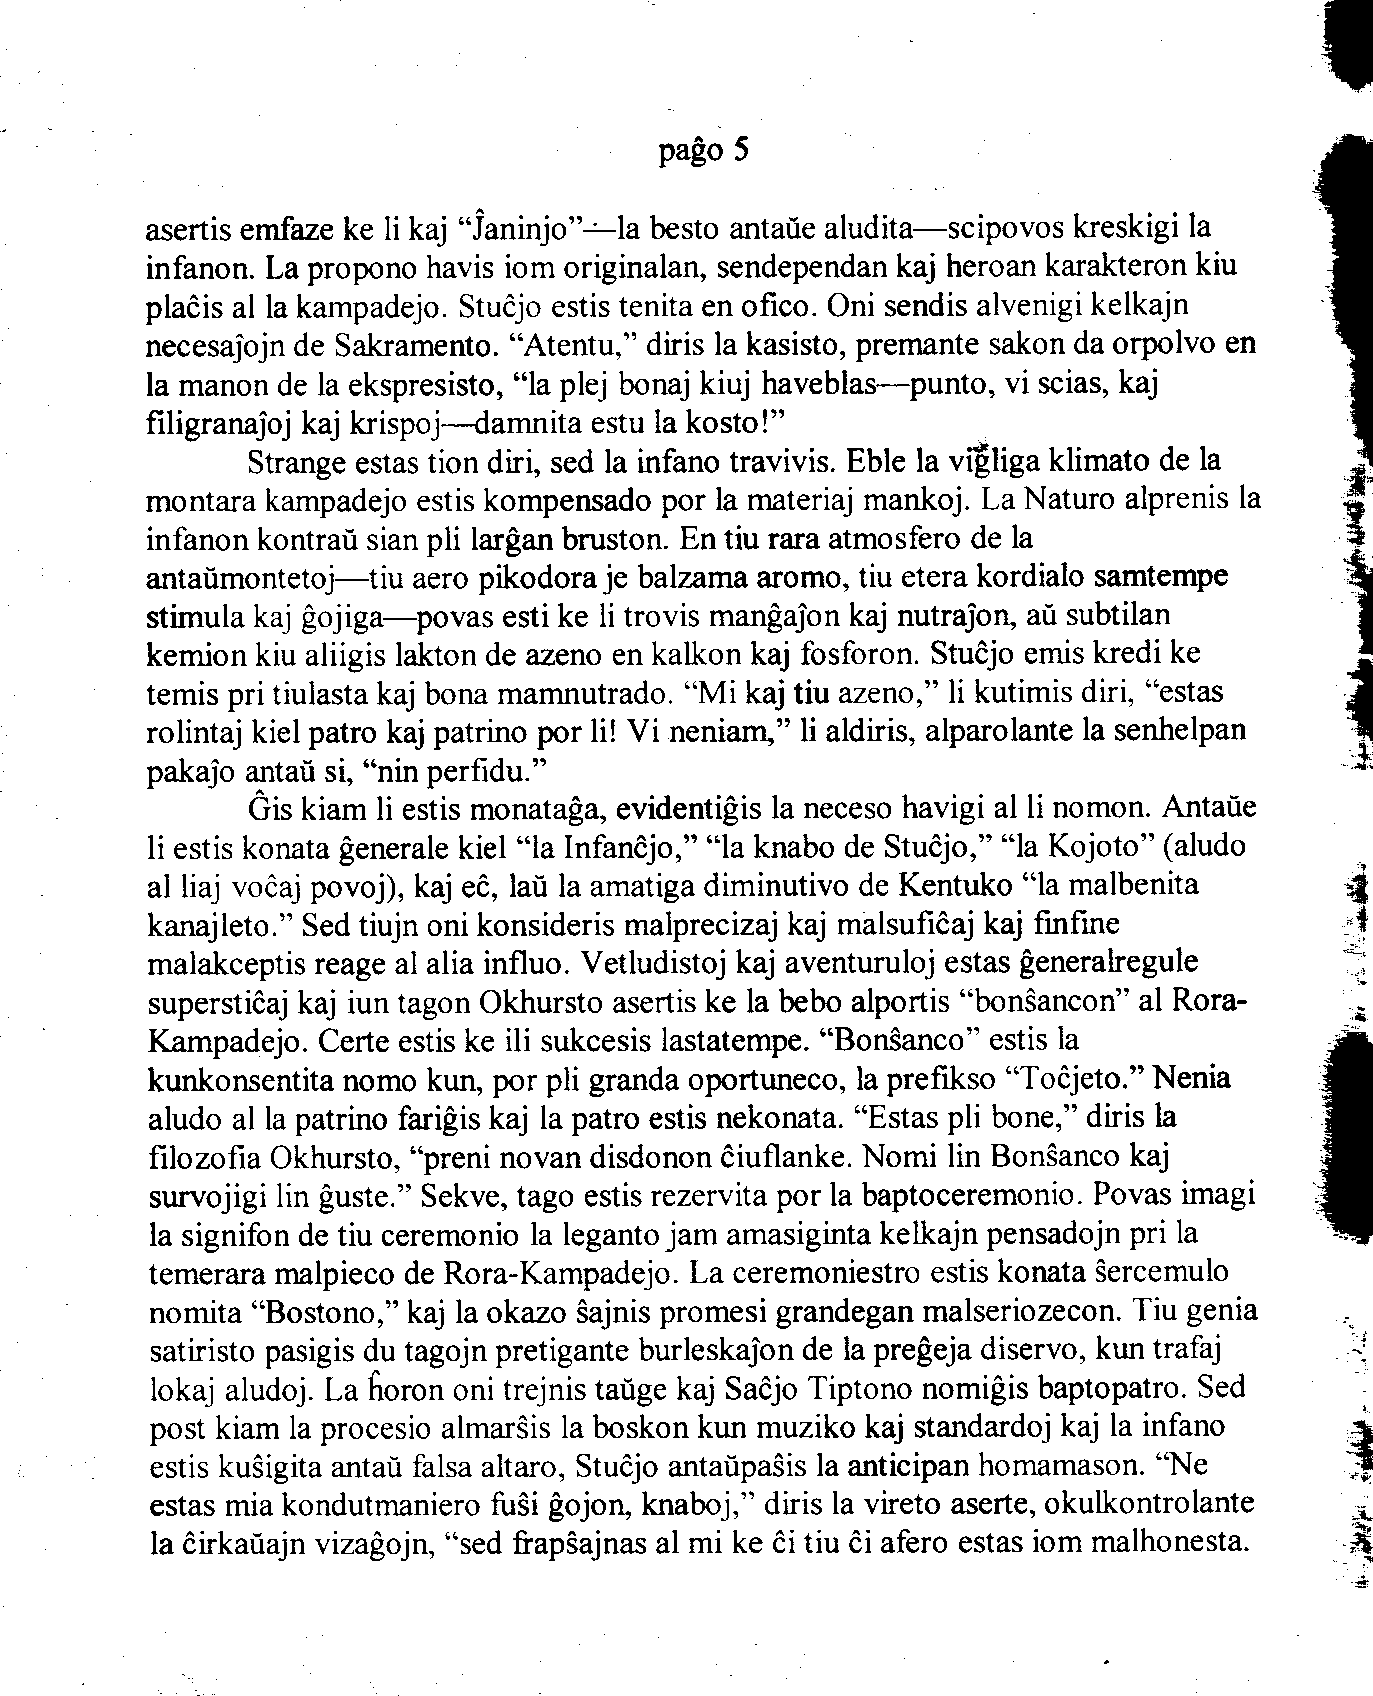 paĝo 5
asertis emfaze ke li kaj “Ĵaninjo”—la besto antaŭe aludita—scipovos kreskigi la
infanon. La propono havis iom originalan, sendependan kaj heroan karakteron kiu
plaĉis al la kampadejo. Stuĉjo estis tenita en ofico. Oni sendis alvenigi kelkajn
necesaĵojn de Sakramento. “Atentu,” diris la kasisto, premante sakon da orpolvo en
la manon de la ekspresisto, “la plej bonaj kiuj haveblas—punto, vi scias, kaj
filigranaĵoj kaj krispoj—damnita estu la kosto!”
Strange estas tion diri, sed la infano travivis. Eble la viĝliga klimato de la
montara kampadejo estis kompensado por la materiaj mankoj. La Naturo alprenis la
infanon kontraŭ sian pli larĝan bruston. En tiu rara atmosfero de la
antaŭmontetoj—tiu aero pikodora je balzama aromo, tiu etera kordialo samtempe
stimula kaj ĝojiga—povas esti ke li trovis manĝaĵon kaj nutraĵon, aŭ subtilan
kemion kiu aliigis lakton de azeno en kalkon kaj fosforon. Stuĉjo emis kredi ke
temis pri tiulasta kaj bona mamnutrado. “Mi kaj tiu azeno,” li kutimis diri, “estas
rolintaj kiel patro kaj patrino por li! Vi neniam,” li aldiris, alparolante la senhelpan
pakaĵo antaŭ si, “nin perfidu.”
Ĝis kiam li estis monataĝa, evidentiĝis la neceso havigi al li nomon. Antaŭe
li estis konata ĝenerale kiel “la Infanĉjo,” “la knabo de Stuĉjo,” “la Kojoto” (aludo
al liaj voĉaj povoj), kaj eĉ, laŭ la amatiga diminutivo de Kentuko “la malbenita
kanajleto.” Sed tiujn oni konsideris malprecizaj kaj malsufiĉaj kaj finfine
malakceptis reage al alia influo. Vetludistoj kaj aventuruloj estas ĝeneralregule
superstiĉaj kaj iun tagon Okhursto asertis ke la bebo alportis “bonŝancon” al Rora-
Kampadejo. Certe estis ke ili sukcesis lastatempe. “Bonŝanco” estis la
kunkonsentita nomo kun, por pli granda oportuneco, la prefikso “Toĉjeto.” Nenia
aludo al la patrino fariĝis kaj la patro estis nekonata. “Estas pli bone,” diris la
filozofia Okhursto, “preni novan disdonon ĉiuflanke. Nomi lin Bonŝanco kaj
survojigi lin ĝuste.” Sekve, tago estis rezervita por la baptoceremonio. Povas imagi
la signifon de tiu ceremonio la leganto jam amasiginta kelkajn pensadojn pri la
temerara malpieco de Rora-Kampadejo. La ceremoniestro estis konata ŝercemulo
nomita “Bostono,” kaj la okazo ŝajnis promesi grandegan malseriozecon. Tiu genia
satiristo pasigis du tagojn pretigante burleskaĵon de la preĝeja diservo, kun trafaj
lokaj aludoj. La ĥoron oni trejnis taŭge kaj Saĉjo Tiptono nomiĝis baptopatro. Sed
post kiam la procesio almarŝis la boskon kun muziko kaj standardoj kaj la infano
estis kuŝigita antaŭ falsa altaro, Stuĉjo antaŭpaŝis la anticipan homamason. “Ne
estas mia kondutmaniero fuŝi ĝojon, knaboj,” diris la vireto aserte, okulkontrolante
la ĉirkaŭajn vizaĝojn, “sed frapŝajnas al mi ke ĉi tiu ĉi afero estas iom malhonesta.